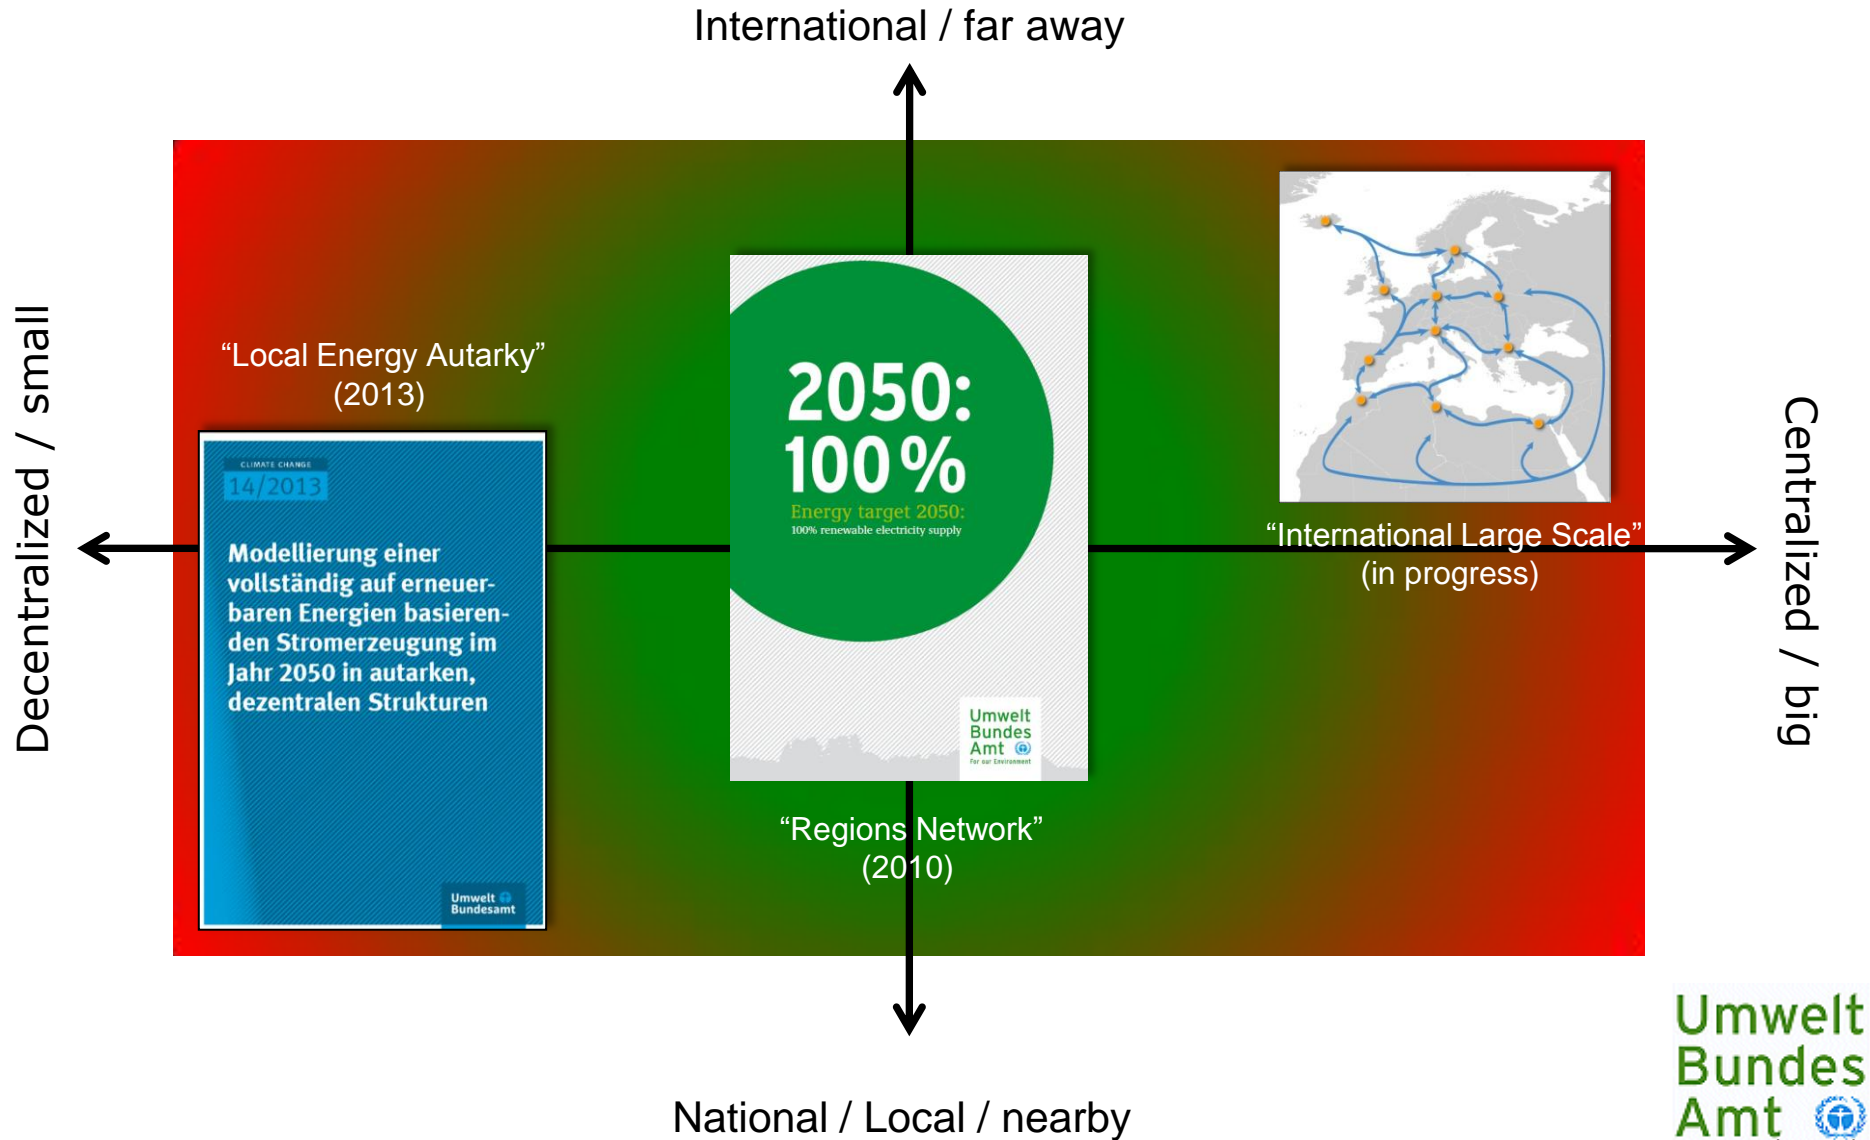 International / far away
Decentralized / small
“Local Energy Autarky”
(2013)
CLIMATE CHANGE
14/2013
Modellierung einer
vollständig auf erneuer-
baren Energien basieren-
den Stromerzeugung im
Jahr 2050 in autarken,
dezentralen Strukturen
Umwelt
Bundesamt
2050:
100%
Energy target 2050:
100% renewable electricity supply
Umwelt
Bundes
Amt
For our Environment
“Regions Network”
(2010)
“International Large Scale”
(in progress)
Centralized / big
National / Local / nearby
Umwelt
Bundes
Amt